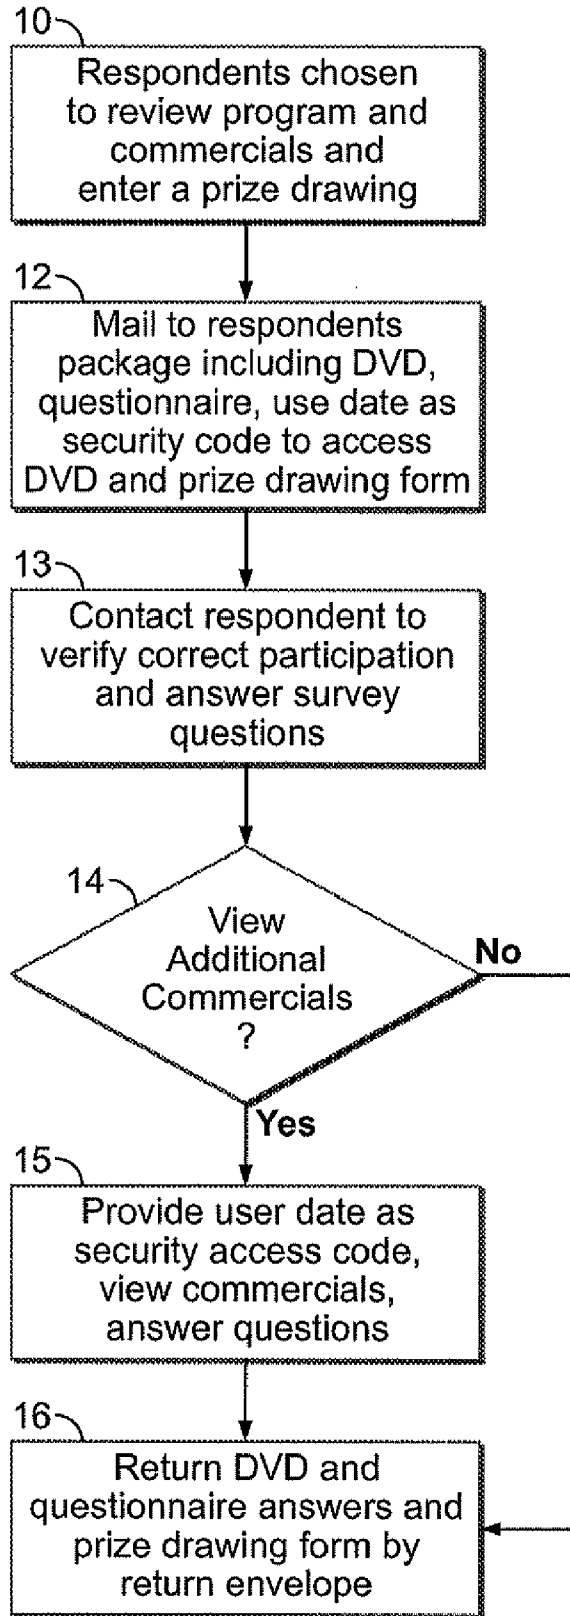 10
Respondents chosen
to review program and
commercials and
enter a prize drawing
12
Mail to respondents
package including DVD,
questionnaire, use date as
security code to access
DVD and prize drawing form
13
Contact respondent to
verify correct participation
and answer survey
questions
14
View
Additional
Commercials
?
No
Yes
15
Provide user date as
security access code,
view commercials,
answer questions
16
Return DVD and
questionnaire answers and
prize drawing form by
return envelope